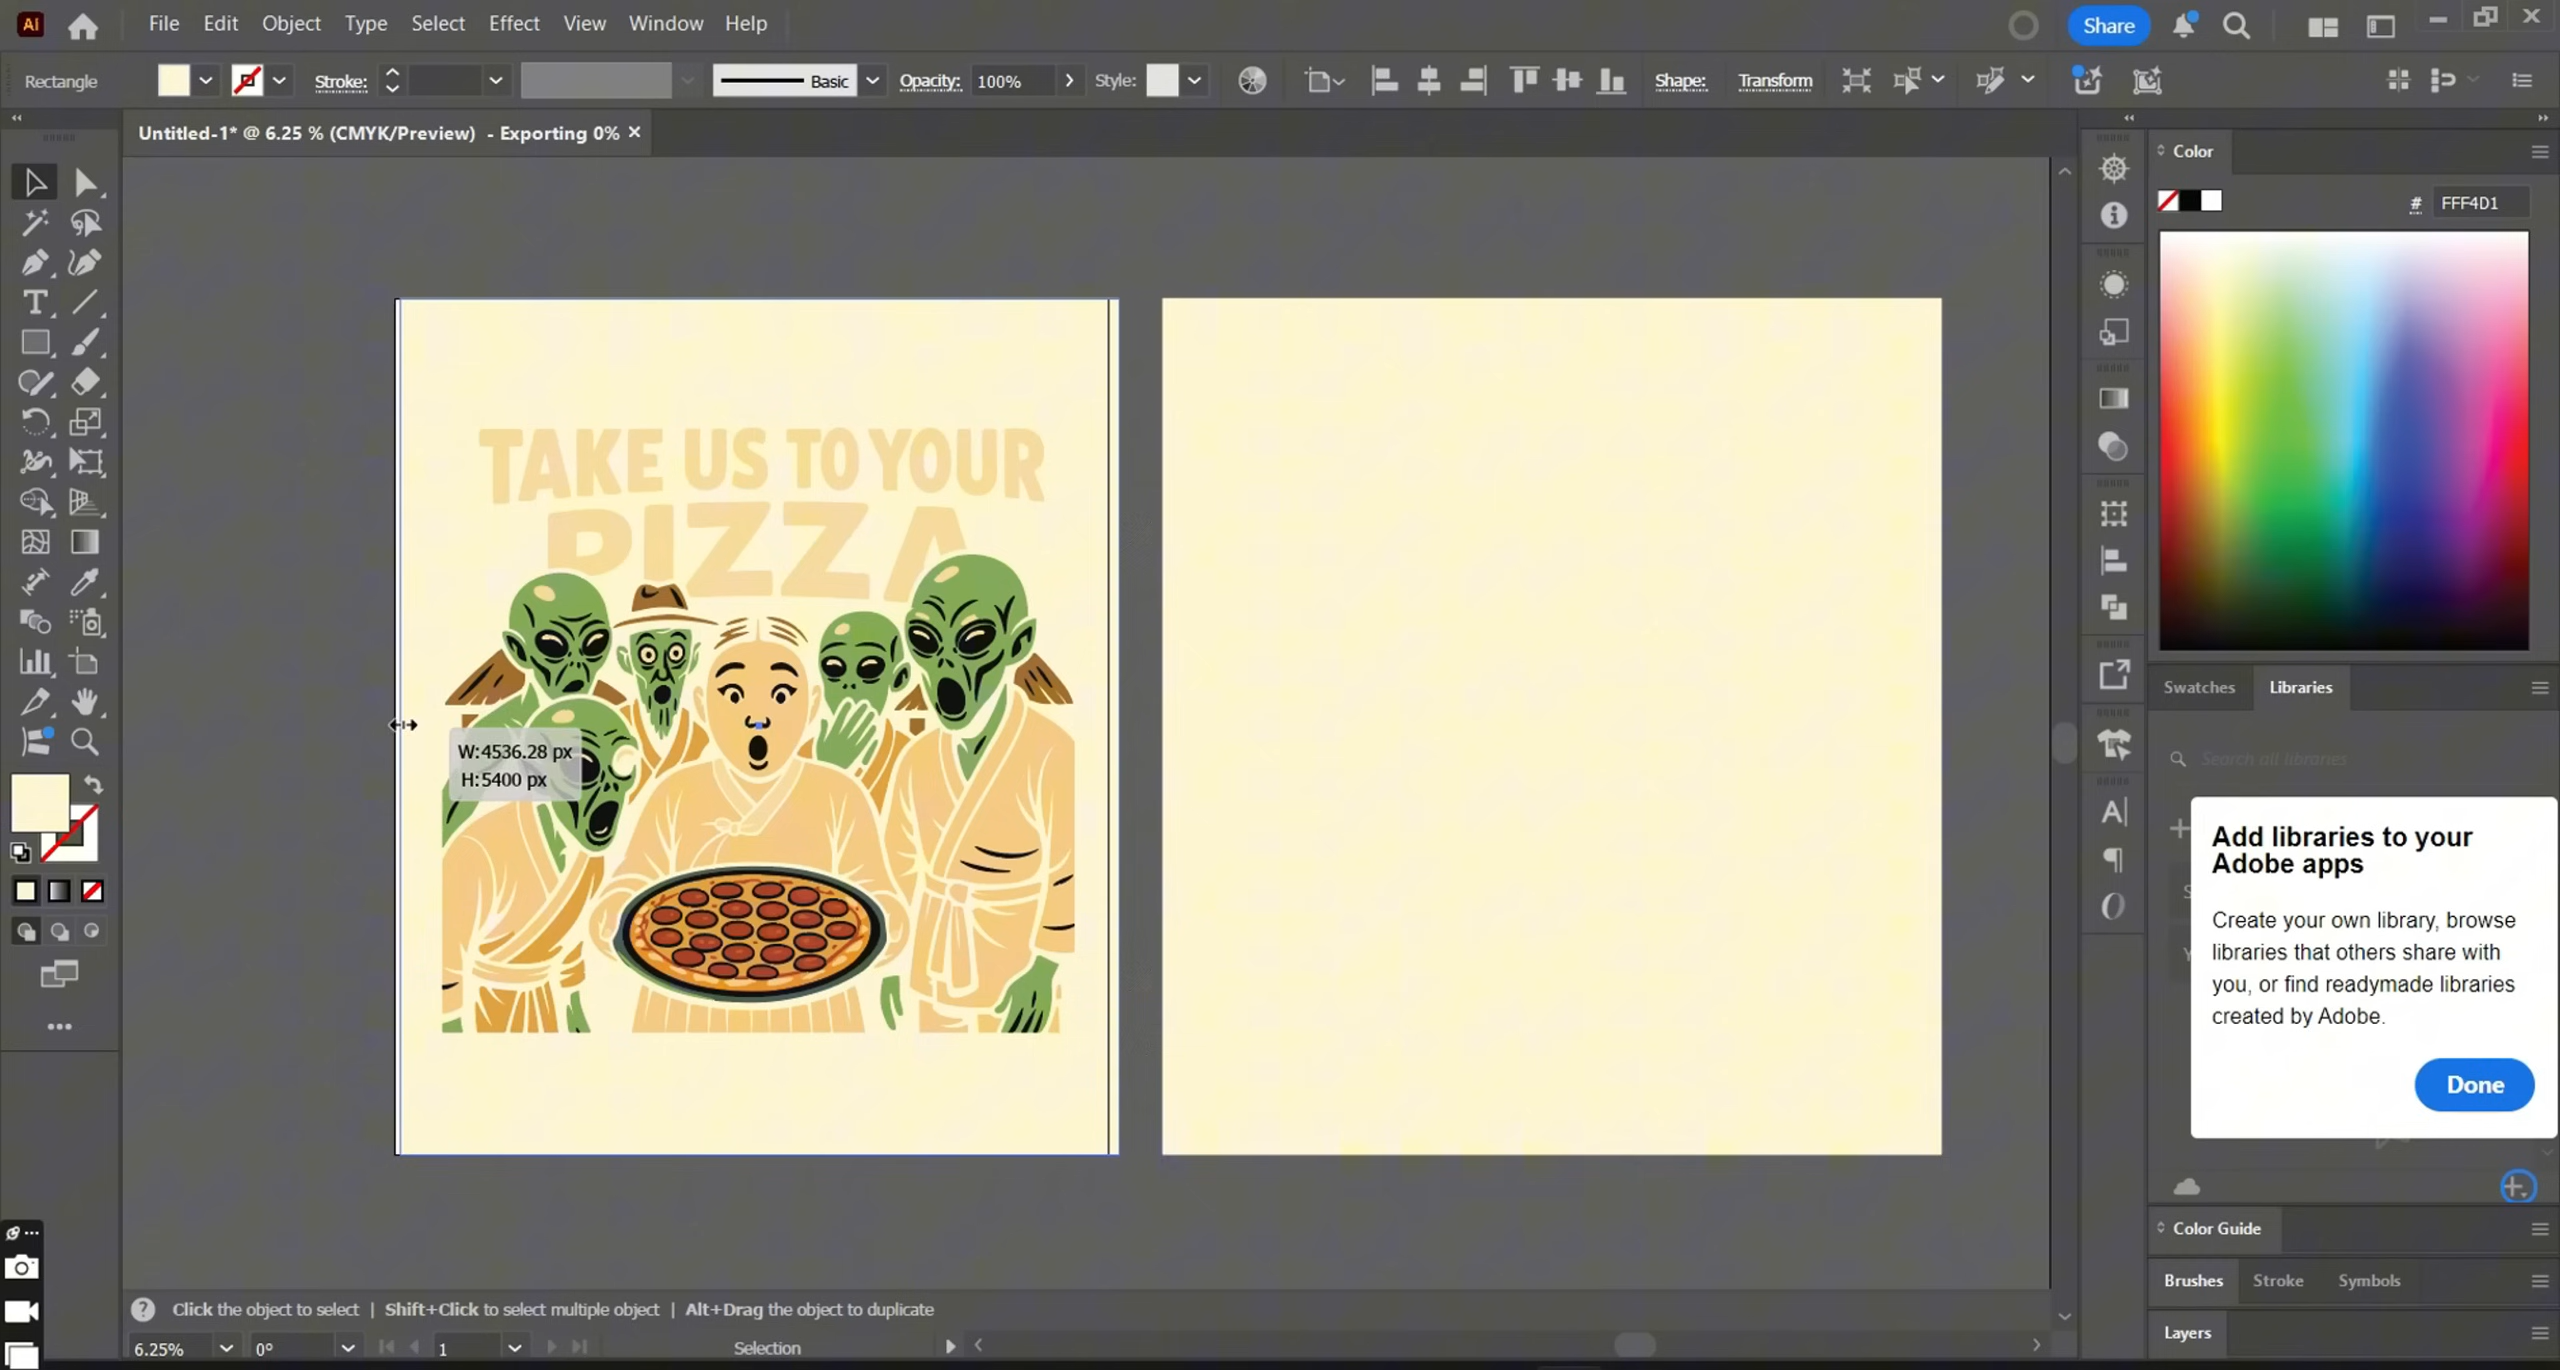 Ai File Edit Object Type Select Effect View Window Help Share
Rectangle Stroke: Basic Opacity: 100% Style: Shape: Transform
Untitled-1* @ 6.25 % (CMYK/Preview) - Exporting 0% ×
Color
# FFF4D1
TAKE US TO YOUR
PIZZA
W:4536.28 px
H:5400 px
Swatches Libraries
Search all libraries
Add libraries to your
Adobe apps
Create your own library, browse
libraries that others share with
you, or find readymade libraries
created by Adobe.
Done
Color Guide
Brushes Stroke Symbols
Layers
Click the object to select | Shift+Click to select multiple object | Alt+Drag the object to duplicate
6.25% 0° 1 Selection